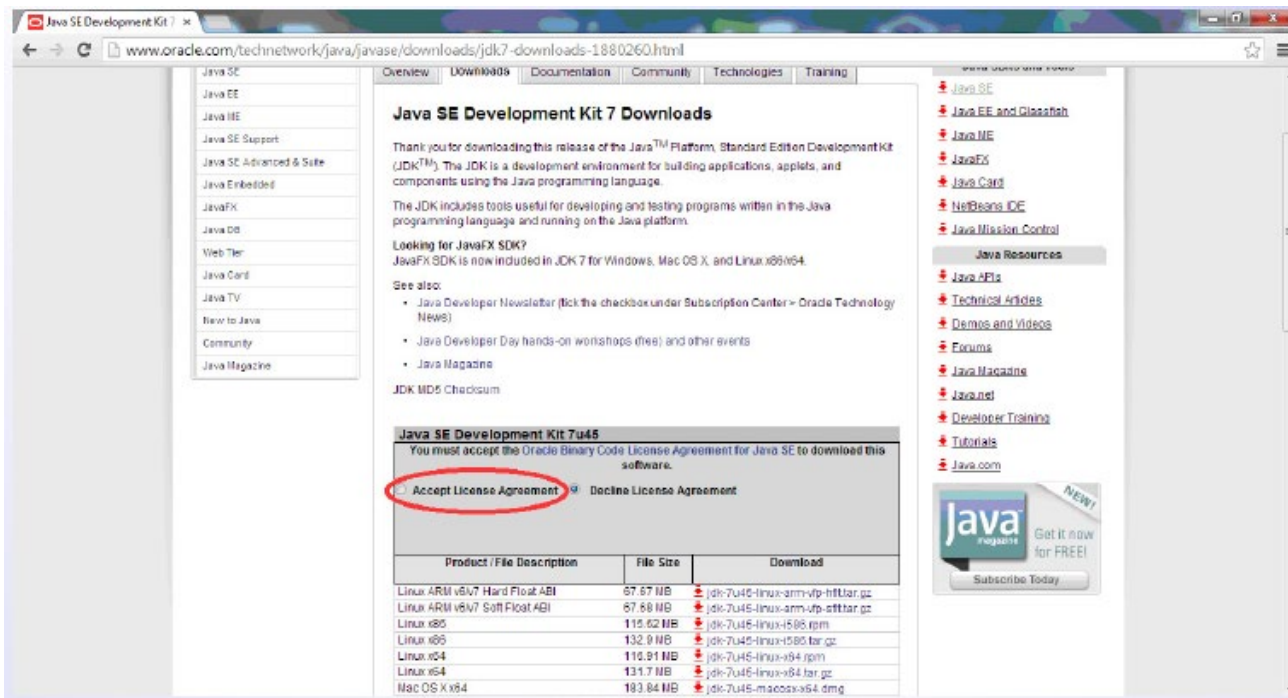 Java SE Development Kit 7
www.oracle.com/technetwork/java/javase/downloads/jdk7-downloads-1880260.html
Java SE
Java EE
Java ME
Java SE Support
Java SE Advanced & Suite
Java Embedded
JavaFX
Java DB
Web Tier
Java Card
Java TV
New to Java
Community
Java Magazine
Overview Downloads Documentation Community Technologies Training
Java SE Development Kit 7 Downloads
Thank you for downloading this release of the Java™ Platform, Standard Edition Development Kit
(JDK™). The JDK is a development environment for building applications, applets, and
components using the Java programming language.
The JDK includes tools useful for developing and testing programs written in the Java
programming language and running on the Java platform.
Looking for JavaFX SDK?
JavaFX SDK is now included in JDK 7 for Windows, Mac OS X, and Linux x86/x64.
See also:
• Java Developer Newsletter (tick the checkbox under Subscription Center > Oracle Technology
News)
• Java Developer Day hands-on workshops (free) and other events
• Java Magazine
JDK MD5 Checksum
Java SE Development Kit 7u45
You must accept the Oracle Binary Code License Agreement for Java SE to download this
software.
Accept License Agreement Decline License Agreement
Product / File Description File Size Download
Linux ARM v6/v7 Hard Float ABI 67.67 MB jdk-7u45-linux-arm-vfp-hflt.tar.gz
Linux ARM v6/v7 Soft Float ABI 67.68 MB jdk-7u45-linux-arm-vfp-sflt.tar.gz
Linux x86 115.62 MB jdk-7u45-linux-i586.rpm
Linux x86 132.9 MB jdk-7u45-linux-i586.tar.gz
Linux x64 116.91 MB jdk-7u45-linux-x64.rpm
Linux x64 131.7 MB jdk-7u45-linux-x64.tar.gz
Mac OS X x64 183.84 MB jdk-7u45-macosx-x64.dmg
Java SDKs and Tools
Java SE
Java EE and Glassfish
Java ME
JavaFX
Java Card
NetBeans IDE
Java Mission Control
Java Resources
Java APIs
Technical Articles
Demos and Videos
Forums
Java Magazine
Java.net
Developer Training
Tutorials
Java.com
NEW!
Java
magazine
Get it now
for FREE!
Subscribe Today